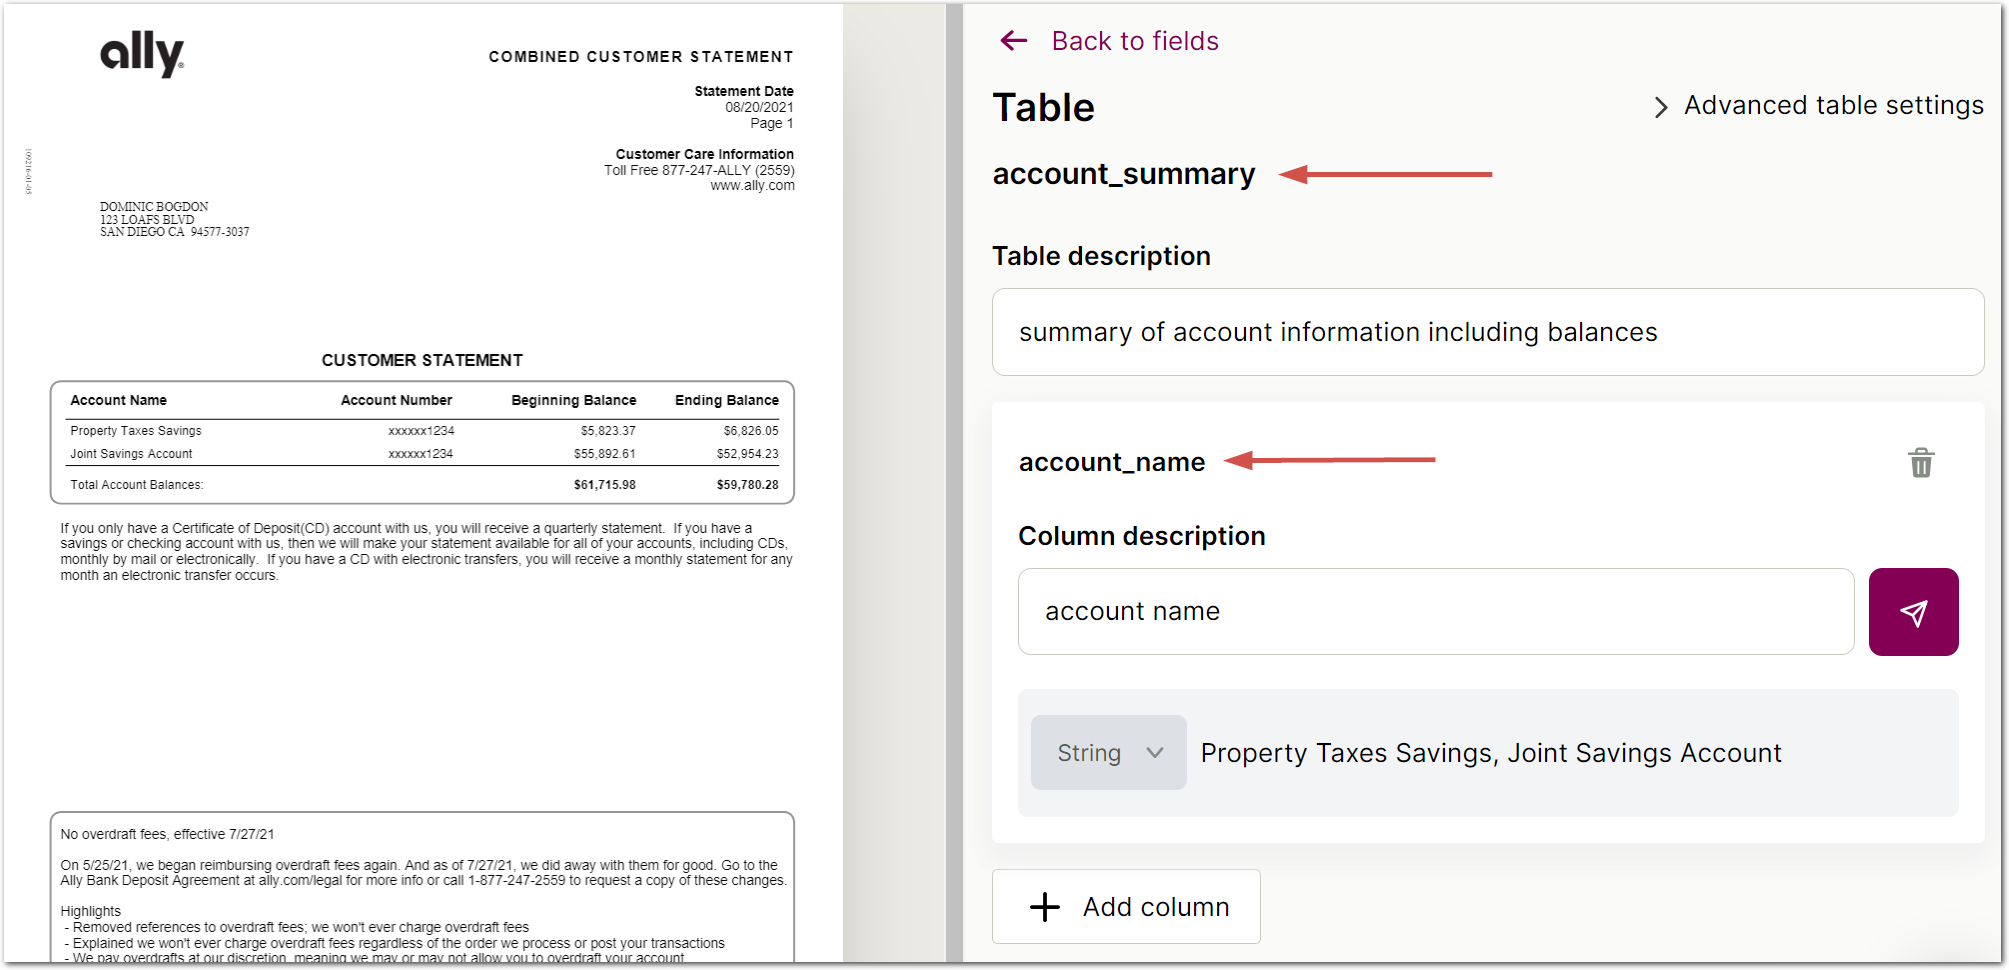 ally
COMBINED CUSTOMER STATEMENT
Statement Date
08/20/2021
Page 1
Customer Care Information
Toll Free 877-247-ALLY (2559)
www.ally.com
109216-01-05
DOMINIC BOGDON
123 LOAFS BLVD
SAN DIEGO CA  94577-3037
CUSTOMER STATEMENT
Account Name Account Number Beginning Balance Ending Balance
Property Taxes Savings xxxxxx1234 $5,823.37 $6,826.05
Joint Savings Account xxxxxx1234 $55,892.61 $52,954.23
Total Account Balances: $61,715.98 $59,780.28
If you only have a Certificate of Deposit(CD) account with us, you will receive a quarterly statement.  If you have a
savings or checking account with us, then we will make your statement available for all of your accounts, including CDs,
monthly by mail or electronically.  If you have a CD with electronic transfers, you will receive a monthly statement for any
month an electronic transfer occurs.
No overdraft fees, effective 7/27/21
On 5/25/21, we began reimbursing overdraft fees again. And as of 7/27/21, we did away with them for good. Go to the
Ally Bank Deposit Agreement at ally.com/legal for more info or call 1-877-247-2559 to request a copy of these changes.
Highlights
- Removed references to overdraft fees; we won't ever charge overdraft fees
- Explained we won't ever charge overdraft fees regardless of the order we process or post your transactions
- We pay overdrafts at our discretion, meaning we may or may not allow you to overdraft your account
Back to fields
Table
Advanced table settings
account_summary
Table description
summary of account information including balances
account_name
Column description
account name
String
Property Taxes Savings, Joint Savings Account
Add column